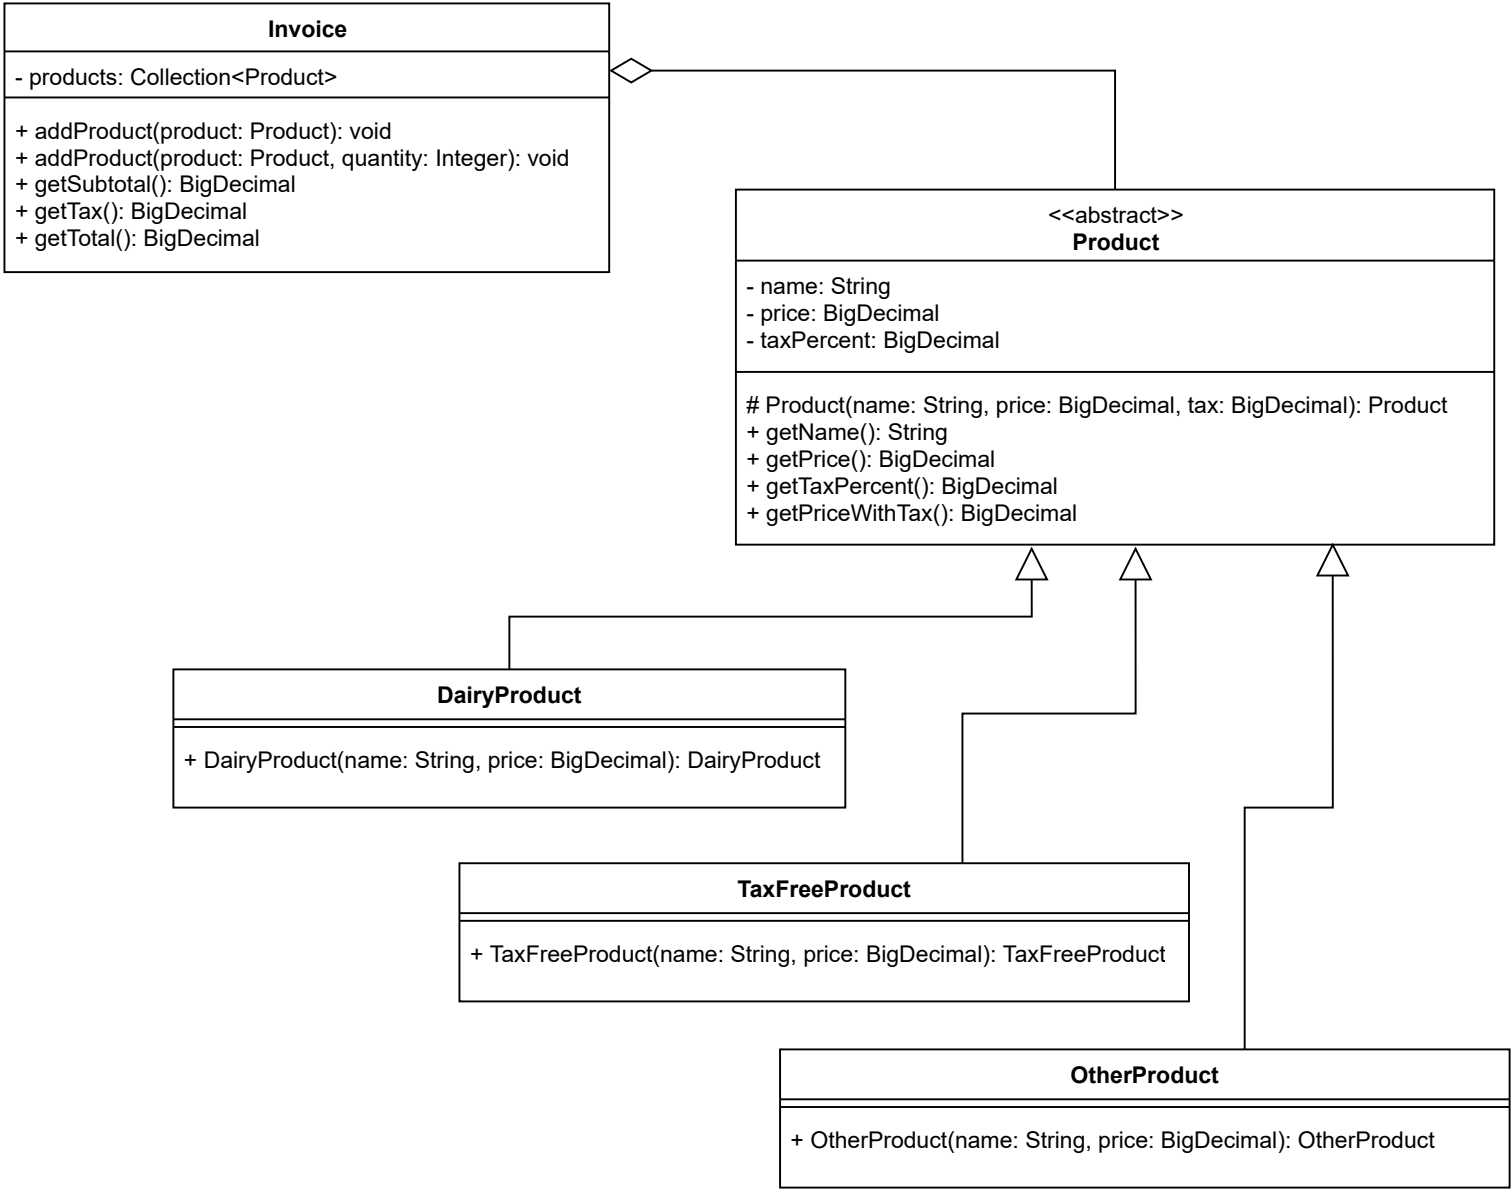 Invoice
- products: Collection<Product>
+ addProduct(product: Product): void
+ addProduct(product: Product, quantity: Integer): void
+ getSubtotal(): BigDecimal
+ getTax(): BigDecimal
+ getTotal(): BigDecimal
<<abstract>>
Product
- name: String
- price: BigDecimal
- taxPercent: BigDecimal
# Product(name: String, price: BigDecimal, tax: BigDecimal): Product
+ getName(): String
+ getPrice(): BigDecimal
+ getTaxPercent(): BigDecimal
+ getPriceWithTax(): BigDecimal
DairyProduct
+ DairyProduct(name: String, price: BigDecimal): DairyProduct
TaxFreeProduct
+ TaxFreeProduct(name: String, price: BigDecimal): TaxFreeProduct
OtherProduct
+ OtherProduct(name: String, price: BigDecimal): OtherProduct